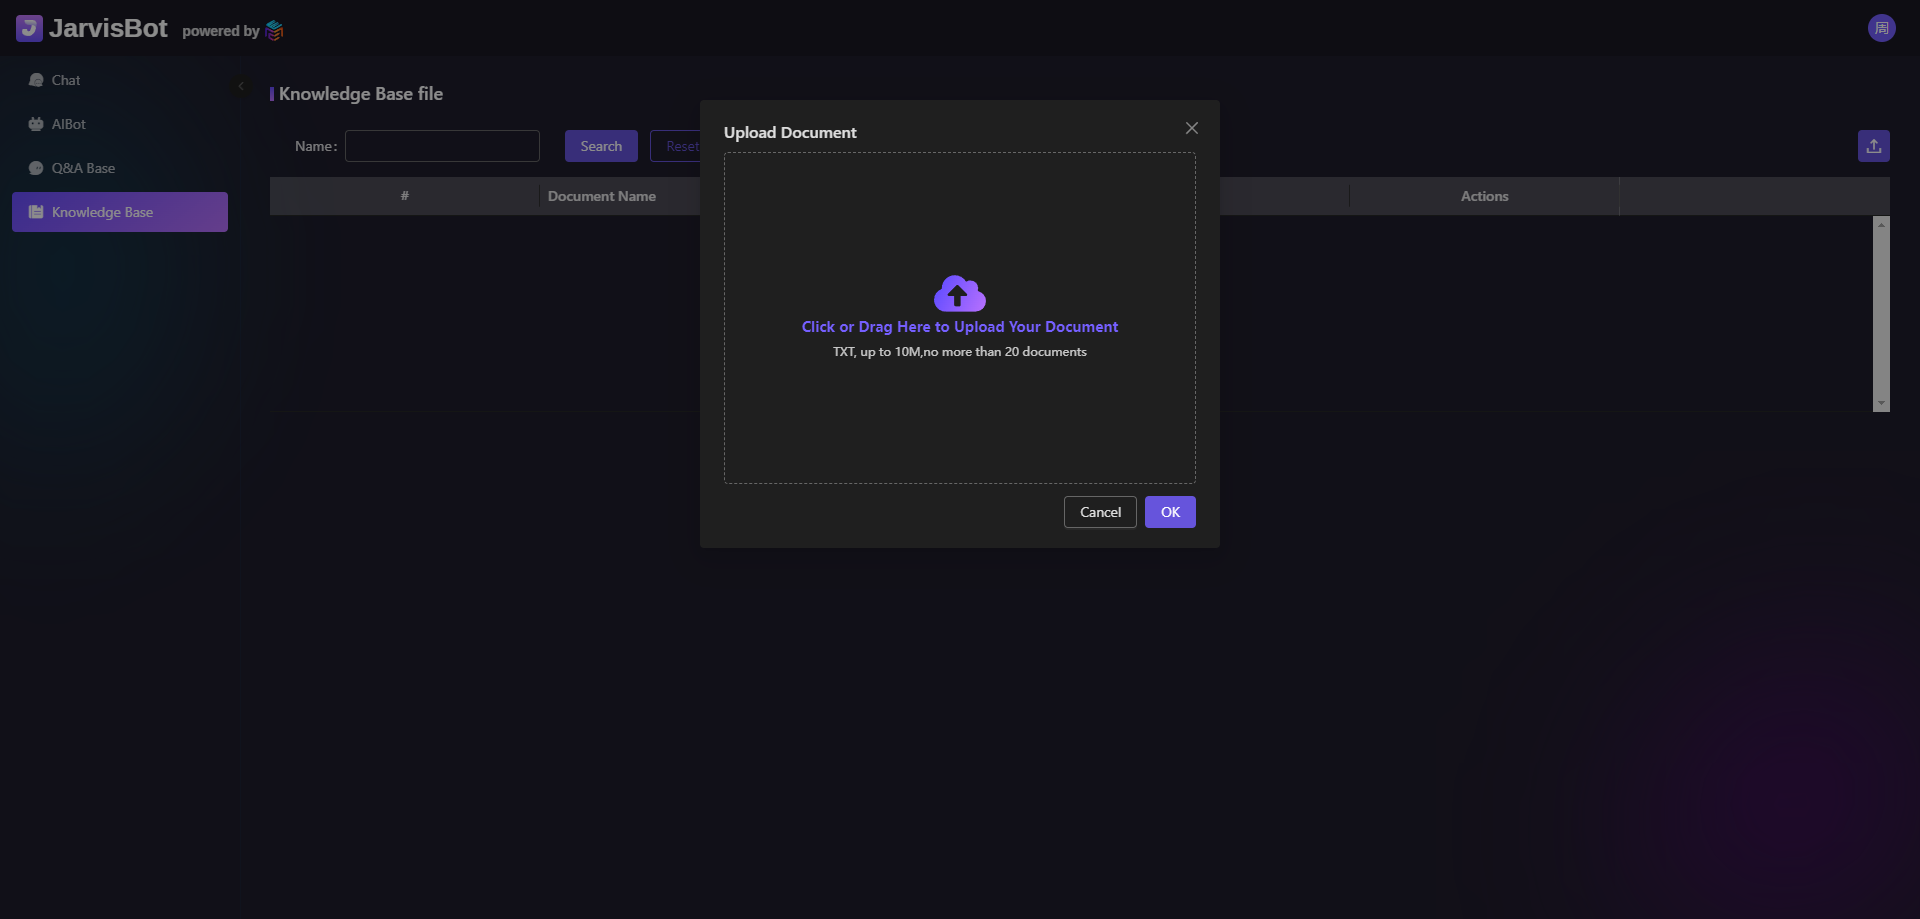 JarvisBot powered by
周
Chat
AIBot
Q&A Base
Knowledge Base
Knowledge Base file
Name:
Search
Reset
# Document Name Actions
Upload Document
Click or Drag Here to Upload Your Document
TXT, up to 10M,no more than 20 documents
Cancel OK